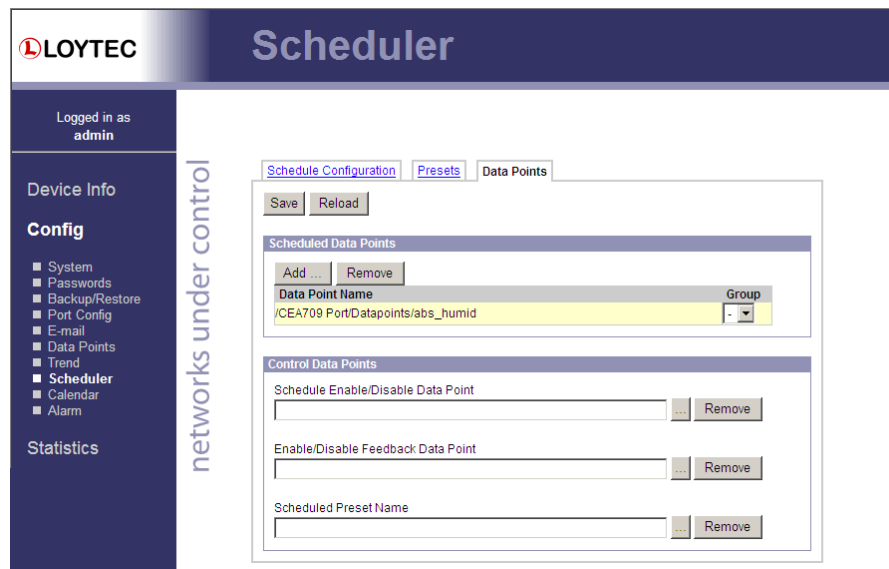 LLOYTEC
Scheduler
Logged in as
admin
Device Info
Config
System
Passwords
Backup/Restore
Port Config
E-mail
Data Points
Trend
Scheduler
Calendar
Alarm
Statistics
networks under control
Schedule Configuration Presets Data Points
Save Reload
Scheduled Data Points
Add ... Remove
Data Point Name Group
/CEA709 Port/Datapoints/abs_humid -
Control Data Points
Schedule Enable/Disable Data Point
... Remove
Enable/Disable Feedback Data Point
... Remove
Scheduled Preset Name
... Remove